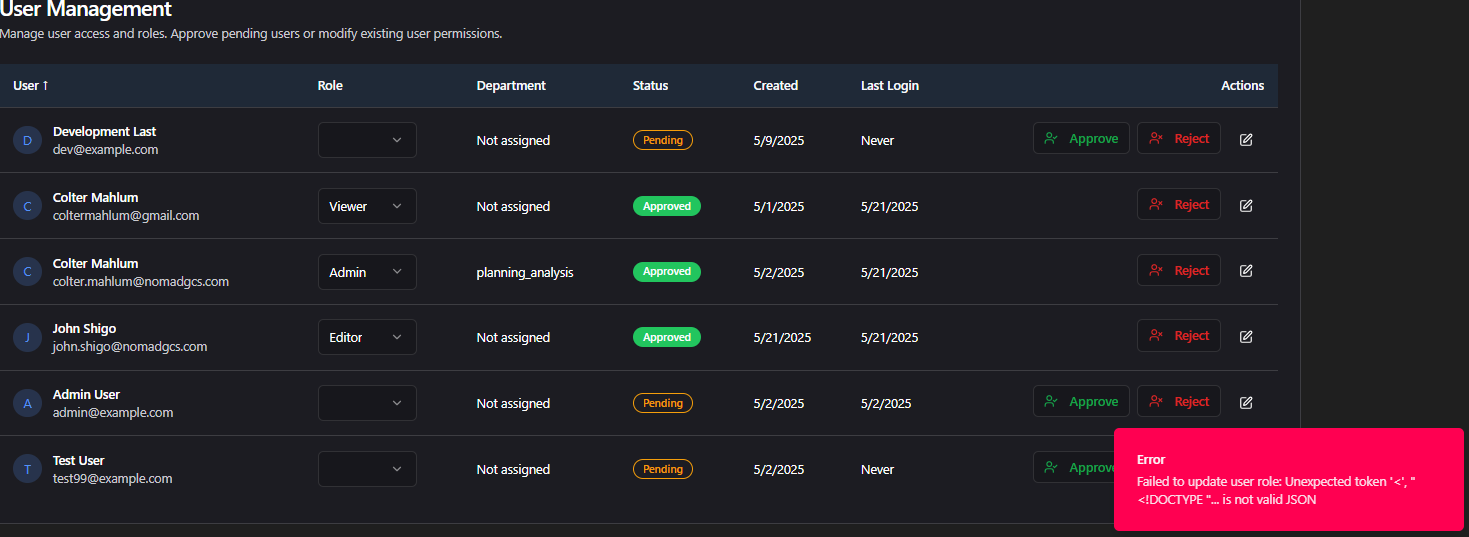 User Management
Manage user access and roles. Approve pending users or modify existing user permissions.
User ↑ Role Department Status Created Last Login Actions
D Development Last Not assigned Pending 5/9/2025 Never Approve Reject
dev@example.com
C Colter Mahlum Viewer Not assigned Approved 5/1/2025 5/21/2025 Reject
coltermahlum@gmail.com
C Colter Mahlum Admin planning_analysis Approved 5/2/2025 5/21/2025 Reject
colter.mahlum@nomadgcs.com
J John Shigo Editor Not assigned Approved 5/21/2025 5/21/2025 Reject
john.shigo@nomadgcs.com
A Admin User Not assigned Pending 5/2/2025 5/2/2025 Approve Reject
admin@example.com
T Test User Not assigned Pending 5/2/2025 Never Approv
test99@example.com
Error
Failed to update user role: Unexpected token '<', "
<!DOCTYPE "... is not valid JSON